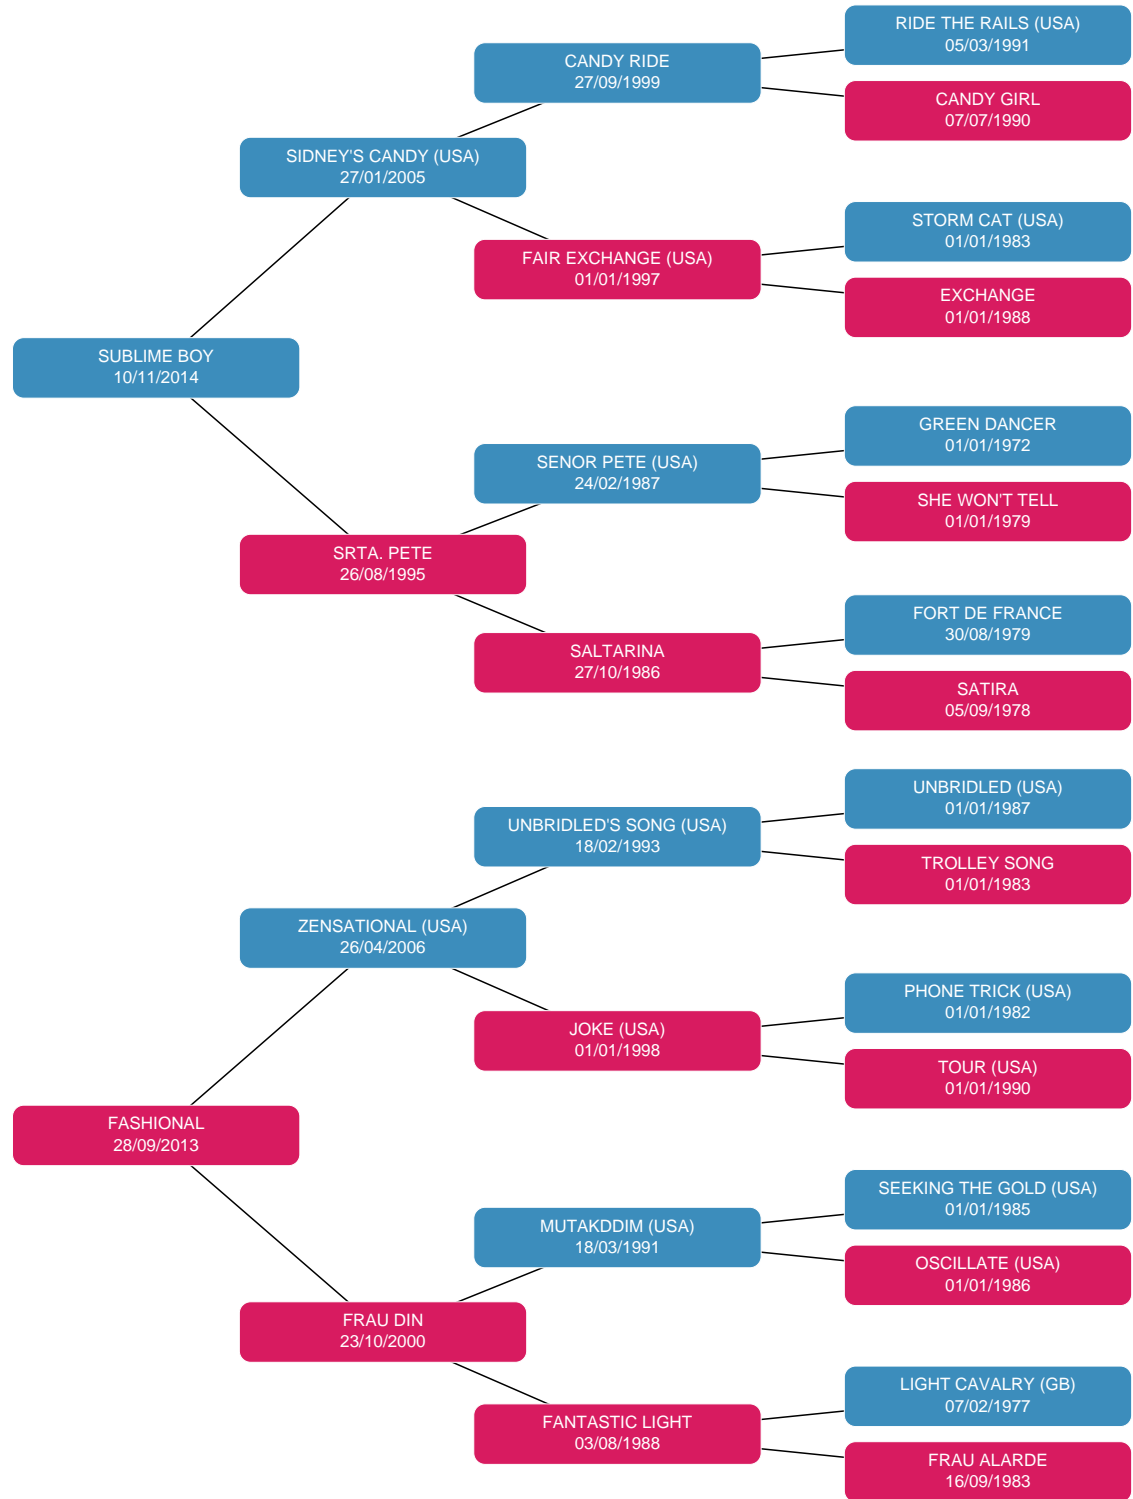 RIDE THE RAILS (USA)
05/03/1991
CANDY RIDE
27/09/1999
CANDY GIRL
07/07/1990
SIDNEY'S CANDY (USA)
27/01/2005
STORM CAT (USA)
01/01/1983
FAIR EXCHANGE (USA)
01/01/1997
EXCHANGE
01/01/1988
SUBLIME BOY
10/11/2014
GREEN DANCER
01/01/1972
SENOR PETE (USA)
24/02/1987
SHE WON'T TELL
01/01/1979
SRTA. PETE
26/08/1995
FORT DE FRANCE
30/08/1979
SALTARINA
27/10/1986
SATIRA
05/09/1978
UNBRIDLED (USA)
01/01/1987
UNBRIDLED'S SONG (USA)
18/02/1993
TROLLEY SONG
01/01/1983
ZENSATIONAL (USA)
26/04/2006
PHONE TRICK (USA)
01/01/1982
JOKE (USA)
01/01/1998
TOUR (USA)
01/01/1990
FASHIONAL
28/09/2013
SEEKING THE GOLD (USA)
01/01/1985
MUTAKDDIM (USA)
18/03/1991
OSCILLATE (USA)
01/01/1986
FRAU DIN
23/10/2000
LIGHT CAVALRY (GB)
07/02/1977
FANTASTIC LIGHT
03/08/1988
FRAU ALARDE
16/09/1983